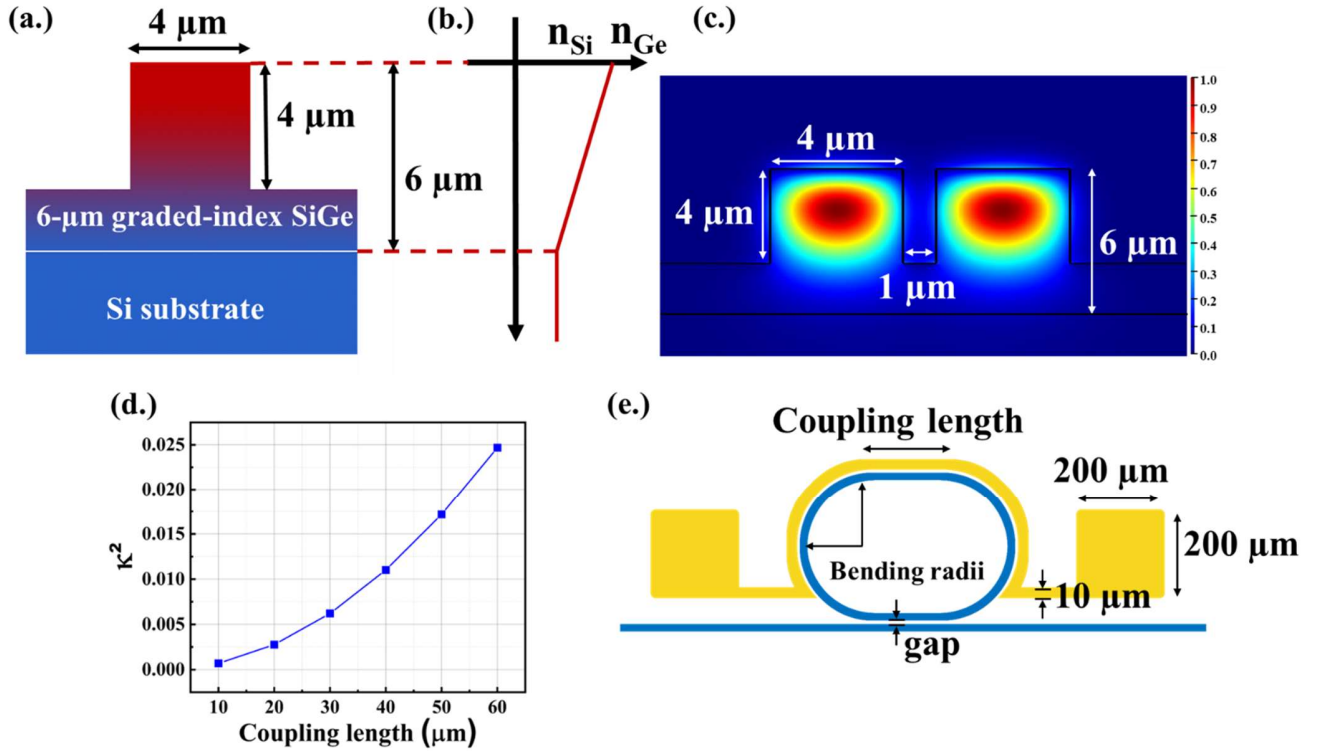 (a.)
4 μm
4 μm
6 μm
6-μm graded-index SiGe
Si substrate
(b.)
nSi nGe
(c.)
4 μm
4 μm
1 μm
6 μm
1.0
0.9
0.8
0.7
0.6
0.5
0.4
0.3
0.2
0.1
0.0
(d.)
κ²
0.025
0.020
0.015
0.010
0.005
0.000
10 20 30 40 50 60
Coupling length (μm)
(e.)
Coupling length
200 μm
200 μm
Bending radii
10 μm
gap